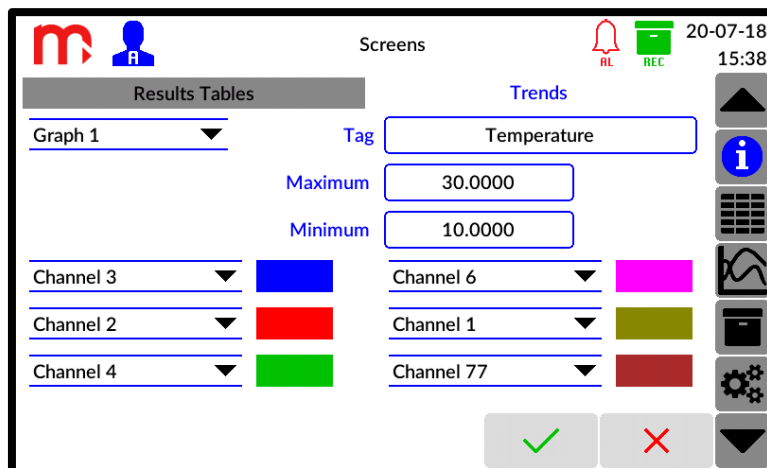 m
A
Screens
AL
REC
20-07-18
15:38
Results Tables
Trends
Graph 1
Tag
Temperature
i
Maximum
30.0000
Minimum
10.0000
Channel 3
Channel 6
Channel 2
Channel 1
Channel 4
Channel 77